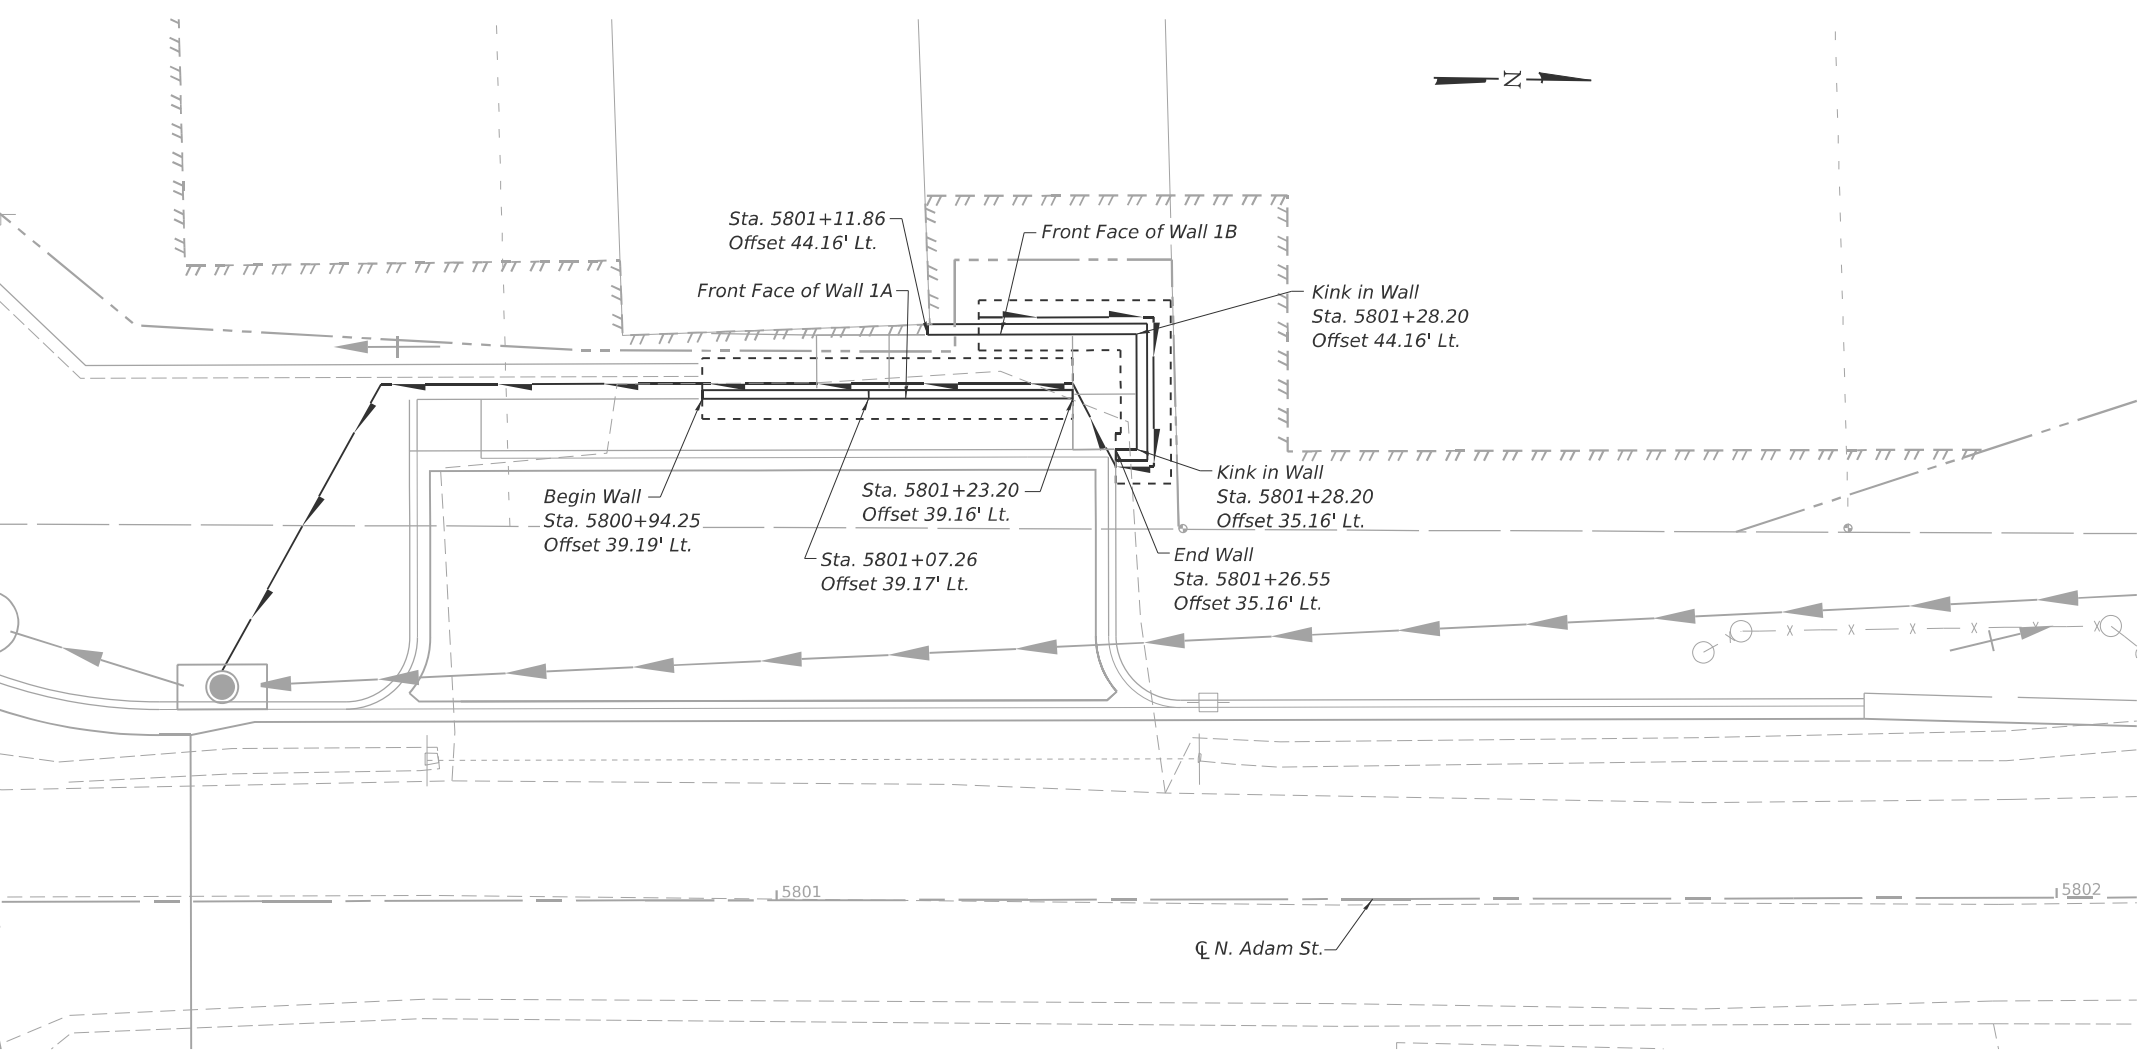 N
Sta. 5801+11.86
Offset 44.16' Lt.
Front Face of Wall 1B
Front Face of Wall 1A
Kink in Wall
Sta. 5801+28.20
Offset 44.16' Lt.
Begin Wall
Sta. 5800+94.25
Offset 39.19' Lt.
Sta. 5801+23.20
Offset 39.16' Lt.
Kink in Wall
Sta. 5801+28.20
Offset 35.16' Lt.
Sta. 5801+07.26
Offset 39.17' Lt.
End Wall
Sta. 5801+26.55
Offset 35.16' Lt.
5801
5802
℄ N. Adam St.